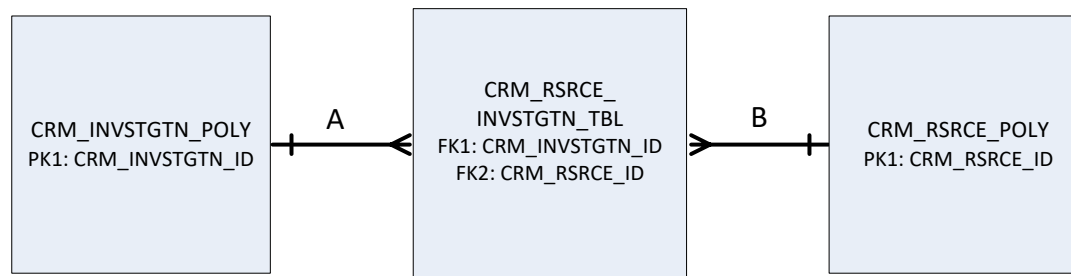 CRM_INVSTGTN_POLY
PK1: CRM_INVSTGTN_ID
A
CRM_RSRCE_
INVSTGTN_TBL
FK1: CRM_INVSTGTN_ID
FK2: CRM_RSRCE_ID
B
CRM_RSRCE_POLY
PK1: CRM_RSRCE_ID